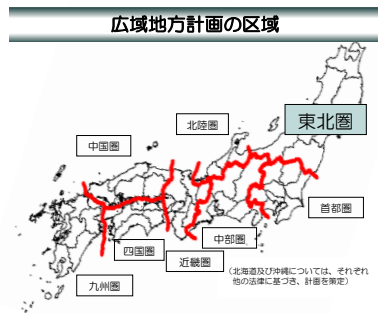 広域地方計画の区域
東北圏
北陸圏
中国圏
首都圏
中部圏
四国圏
近畿圏
九州圏
（北海道及び沖縄については、それぞれ
他の法律に基づき、計画を策定）